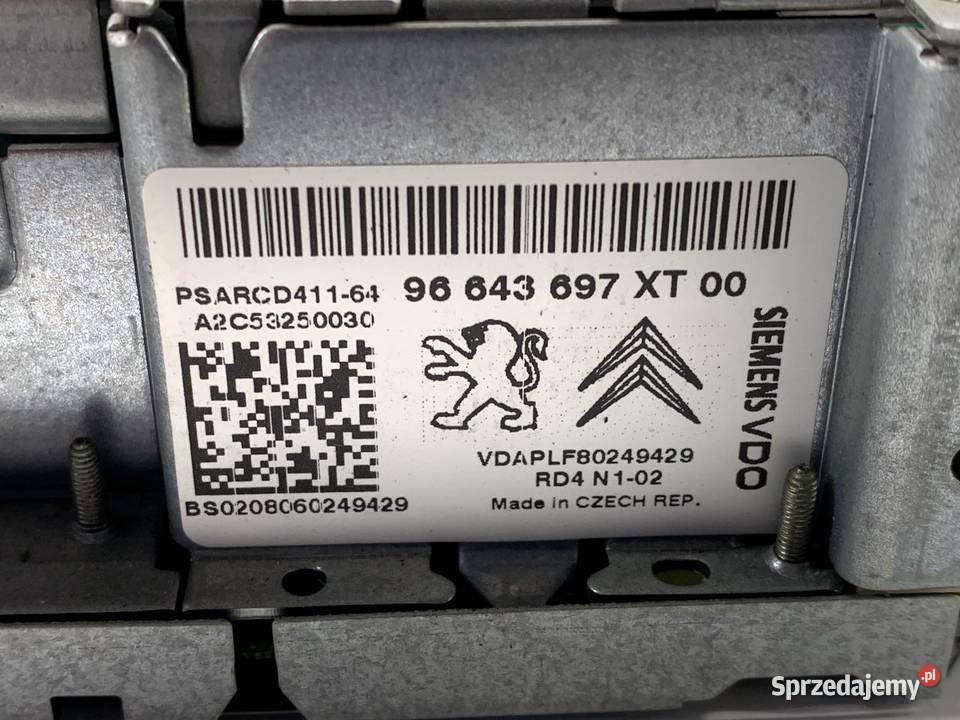 PSARCD411-64 96 643 697 XT 00
A2C53250030
SIEMENS VDO
VDAPLF80249429
RD4 N1-02
BS0208060249429 Made in CZECH REP.
Sprzedajemy.pl